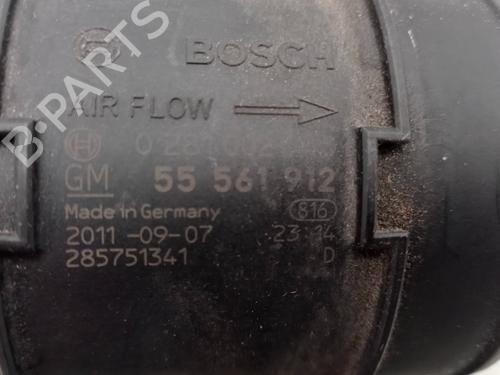 BOSCH
AIR FLOW
GM 55 561 912
Made in Germany 816
2011-09-07 23:14
285751341 D
B-PARTS